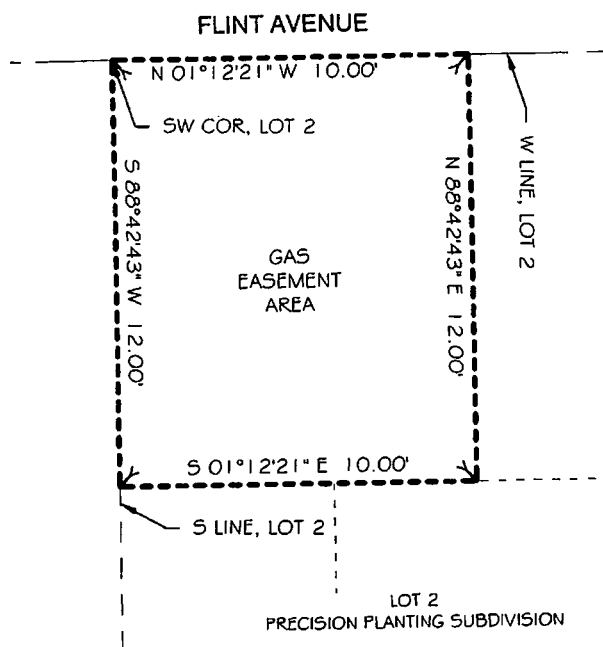 FLINT AVENUE
N 01°12'21" W 10.00'
SW COR, LOT 2
S 88°42'43" W 12.00'
N 88°42'43" E 12.00'
W LINE, LOT 2
GAS
EASEMENT
AREA
S 01°12'21" E 10.00'
S LINE, LOT 2
LOT 2
PRECISION PLANTING SUBDIVISION